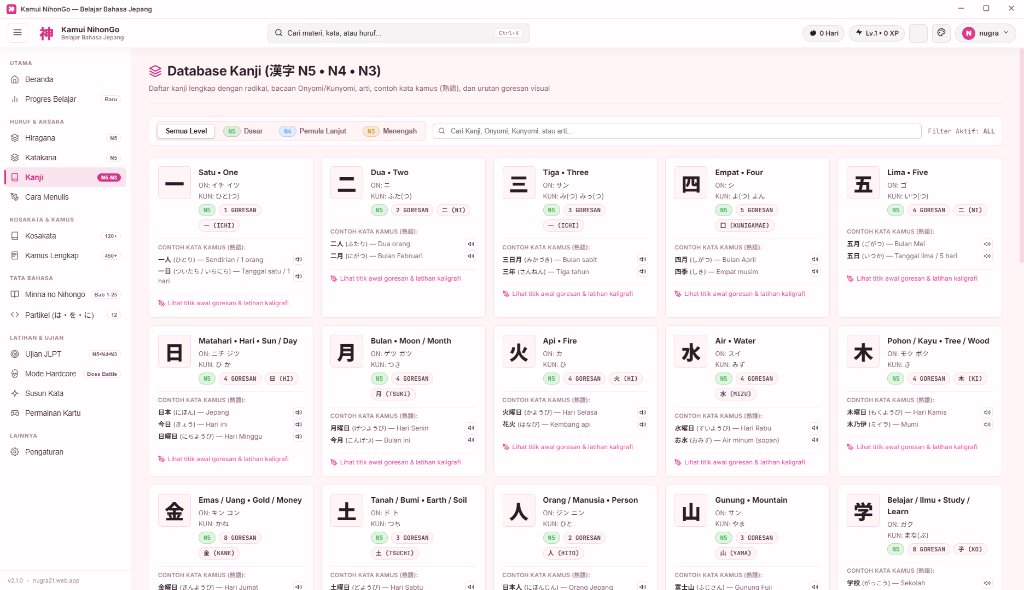 Kamui NihonGo — Belajar Bahasa Jepang
神
Kamui NihonGo
Belajar Bahasa Jepang
Cari materi, kata, atau huruf...
Ctrl+K
0 Hari
Lv.1 • 0 XP
N
nugra
UTAMA
Beranda
Progres Belajar
Baru
HURUF & AKSARA
Hiragana
N5
Katakana
N5
Kanji
N5-N3
Cara Menulis
KOSAKATA & KAMUS
Kosakata
120+
Kamus Lengkap
460+
TATA BAHASA
Minna no Nihongo
Bab 1-26
Partikel (は・を・に)
12
LATIHAN & UJIAN
Ujian JLPT
N5•N4•N3
Mode Hardcore
Boss Battle
Susun Kata
Permainan Kartu
LAINNYA
Pengaturan
v2.1.0 • nugra21.web.app
Database Kanji (漢字 N5 • N4 • N3)
Daftar kanji lengkap dengan radikal, bacaan Onyomi/Kunyomi, arti, contoh kata kamus (熟語), dan urutan goresan visual
Semua Level
N5 Dasar
N4 Pemula Lanjut
N3 Menengah
Cari Kanji, Onyomi, Kunyomi, atau arti...
Filter Aktif: ALL
一
Satu • One
ON: イチ イツ
KUN: ひと(つ)
N5 1 GORESAN
一 (ICHI)
CONTOH KATA KAMUS (熟語):
一人 (ひとり) — Sendirian / 1 orang
一日 (ついたち / いちにち) — Tanggal satu / 1 hari
Lihat titik awal goresan & latihan kaligrafi
二
Dua • Two
ON: ニ
KUN: ふた(つ)
N5 2 GORESAN 二 (NI)
CONTOH KATA KAMUS (熟語):
二人 (ふたり) — Dua orang
二月 (にがつ) — Bulan Februari
Lihat titik awal goresan & latihan kaligrafi
三
Tiga • Three
ON: サン
KUN: み(つ) みっ(つ)
N5 3 GORESAN
一 (ICHI)
CONTOH KATA KAMUS (熟語):
三日月 (みかづき) — Bulan sabit
三年 (さんねん) — Tiga tahun
Lihat titik awal goresan & latihan kaligrafi
四
Empat • Four
ON: シ
KUN: よ(つ) よん
N5 5 GORESAN
囗 (KUNIGAMAE)
CONTOH KATA KAMUS (熟語):
四月 (しがつ) — Bulan April
四季 (しき) — Empat musim
Lihat titik awal goresan & latihan kaligrafi
五
Lima • Five
ON: ゴ
KUN: いつ(つ)
N5 4 GORESAN 二 (NI)
CONTOH KATA KAMUS (熟語):
五月 (ごがつ) — Bulan Mei
五日 (いつか) — Tanggal lima / 5 hari
Lihat titik awal goresan & latihan kaligrafi
日
Matahari • Hari • Sun / Day
ON: ニチ ジツ
KUN: ひ か
N5 4 GORESAN 日 (HI)
CONTOH KATA KAMUS (熟語):
日本 (にほん) — Jepang
今日 (きょう) — Hari ini
日曜日 (にちようび) — Hari Minggu
Lihat titik awal goresan & latihan kaligrafi
月
Bulan • Moon / Month
ON: ゲツ ガツ
KUN: つき
N5 4 GORESAN
月 (TSUKI)
CONTOH KATA KAMUS (熟語):
月曜日 (げつようび) — Hari Senin
今月 (こんげつ) — Bulan ini
Lihat titik awal goresan & latihan kaligrafi
火
Api • Fire
ON: カ
KUN: ひ
N5 4 GORESAN 火 (HI)
CONTOH KATA KAMUS (熟語):
火曜日 (かようび) — Hari Selasa
花火 (はなび) — Kembang api
Lihat titik awal goresan & latihan kaligrafi
水
Air • Water
ON: スイ
KUN: みず
N5 4 GORESAN
水 (MIZU)
CONTOH KATA KAMUS (熟語):
水曜日 (すいようび) — Hari Rabu
お水 (おみず) — Air minum (sopan)
Lihat titik awal goresan & latihan kaligrafi
木
Pohon / Kayu • Tree / Wood
ON: モク ボク
KUN: き
N5 4 GORESAN 木 (KI)
CONTOH KATA KAMUS (熟語):
木曜日 (もくようび) — Hari Kamis
木乃伊 (ミイラ) — Mumi
Lihat titik awal goresan & latihan kaligrafi
金
Emas / Uang • Gold / Money
ON: キン コン
KUN: かね
N5 8 GORESAN
金 (KANE)
CONTOH KATA KAMUS (熟語):
金曜日 (きんようび) — Hari Jumat
土
Tanah / Bumi • Earth / Soil
ON: ド ト
KUN: つち
N5 3 GORESAN
土 (TSUCHI)
CONTOH KATA KAMUS (熟語):
土曜日 (どようび) — Hari Sabtu
人
Orang / Manusia • Person
ON: ジン ニン
KUN: ひと
N5 2 GORESAN
人 (HITO)
CONTOH KATA KAMUS (熟語):
日本人 (にほんじん) — Orang Jepang
山
Gunung • Mountain
ON: サン
KUN: やま
N5 3 GORESAN
山 (YAMA)
CONTOH KATA KAMUS (熟語):
富士山 (ふじさん) — Gunung Fuji
学
Belajar / Ilmu • Study / Learn
ON: ガク
KUN: まな(ぶ)
N5 8 GORESAN 子 (KO)
CONTOH KATA KAMUS (熟語):
学校 (がっこう) — Sekolah